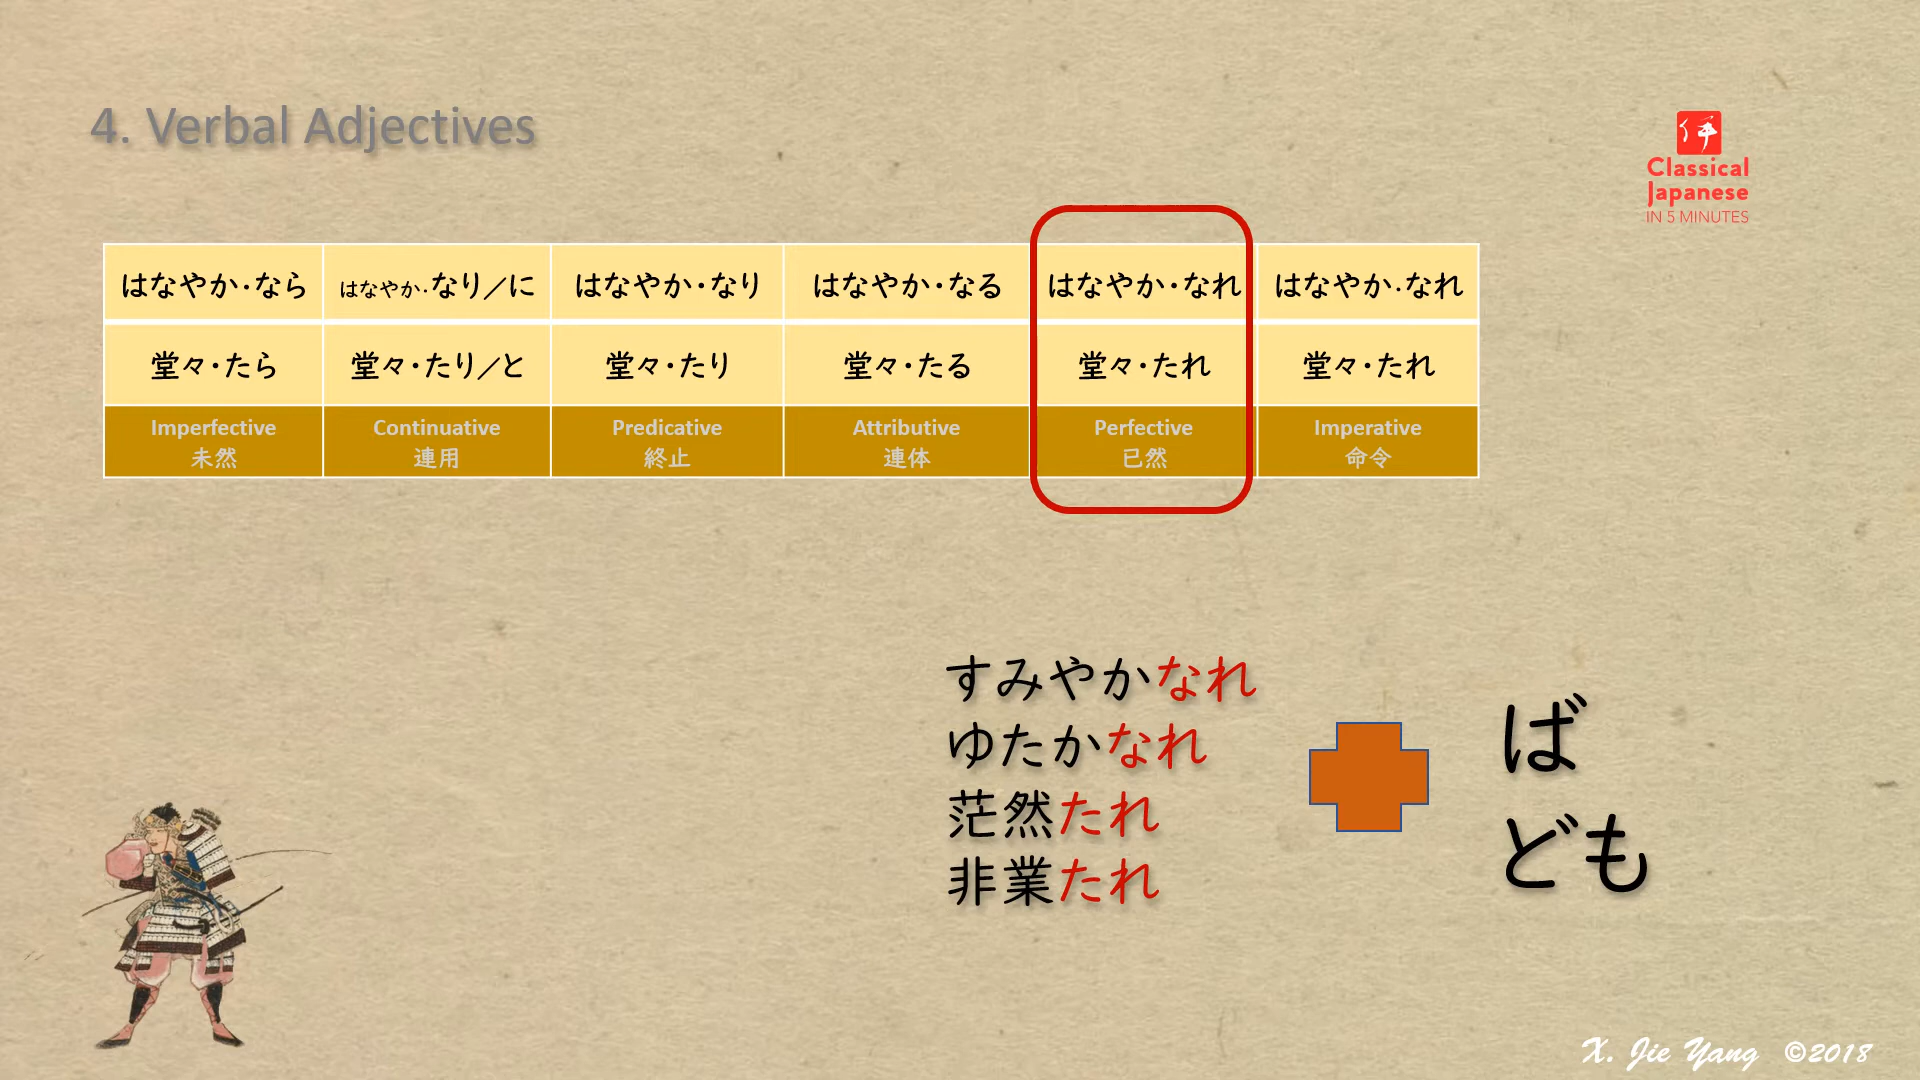 4. Verbal Adjectives
Classical
Japanese
IN 5 MINUTES
はなやか・なら はなやか・なり／に はなやか・なり はなやか・なる はなやか・なれ はなやか・なれ
堂々・たら 堂々・たり／と 堂々・たり 堂々・たる 堂々・たれ 堂々・たれ
Imperfective Continuative Predicative Attributive Perfective Imperative
未然 連用 終止 連体 已然 命令
すみやかなれ
ゆたかなれ
茫然たれ
非業たれ
ば
ども
X. Jie Yang ©2018